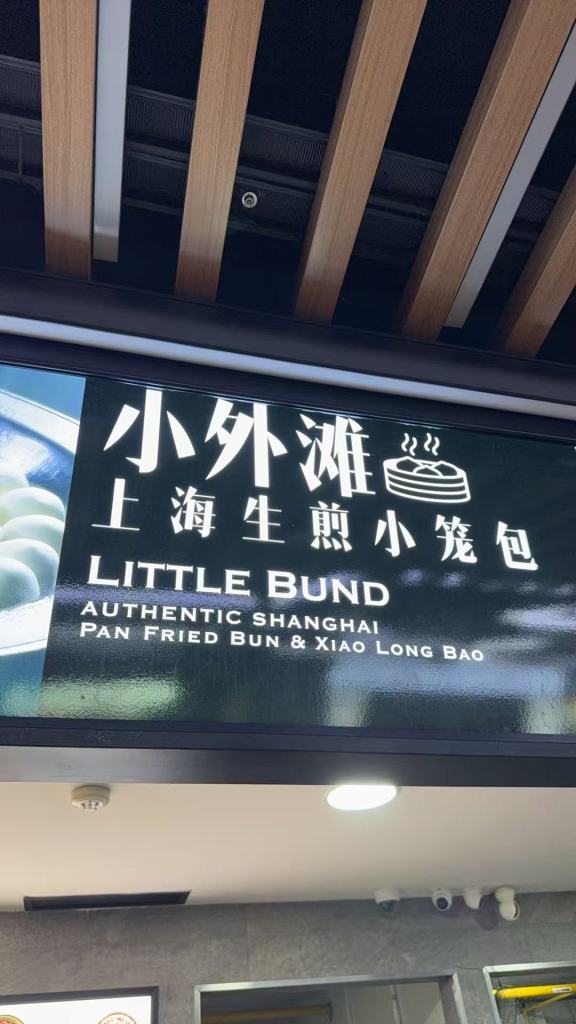 小外滩
上海生煎小笼包
LITTLE BUND
AUTHENTIC SHANGHAI
PAN FRIED BUN & XIAO LONG BAO